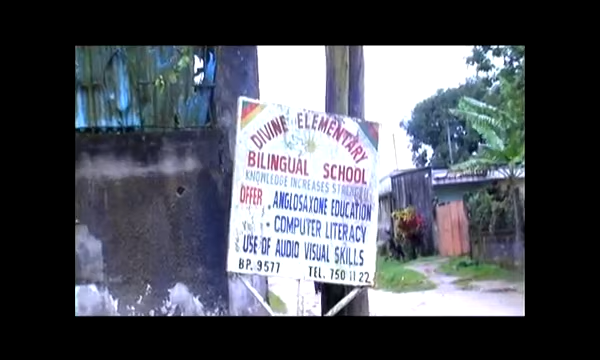 DIVINE ELEMENTARY
BILINGUAL SCHOOL
KNOWLEDGE INCREASES STRENGTH
OFFER . ANGLOSAXONE EDUCATION
. COMPUTER LITERACY
USE OF AUDIO VISUAL SKILLS
B.P. 9577 TEL. 750 11 22